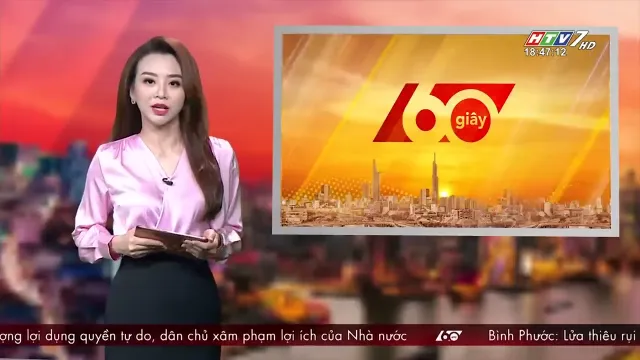 HTV7 HD
18:47:12
60 giây
ợng lợi dụng quyền tự do, dân chủ xâm phạm lợi ích của Nhà nước 60 Bình Phước: Lửa thiêu rụi